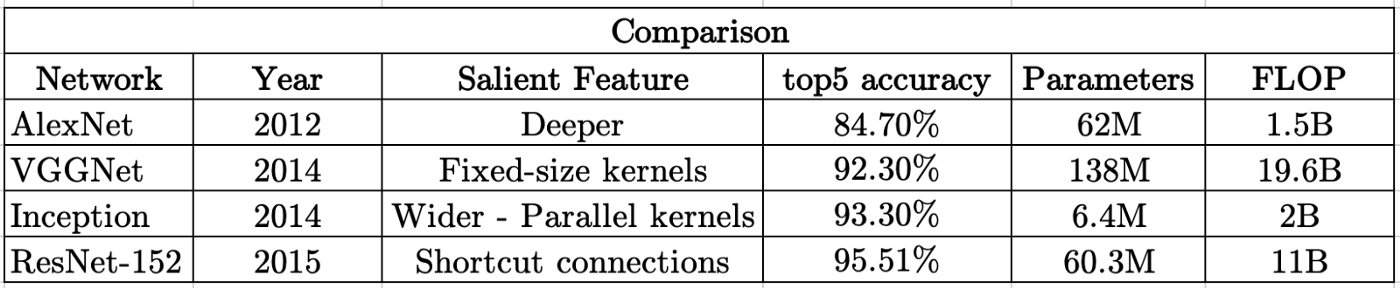 Comparison
Network Year Salient Feature top5 accuracy Parameters FLOP
AlexNet 2012 Deeper 84.70% 62M 1.5B
VGGNet 2014 Fixed-size kernels 92.30% 138M 19.6B
Inception 2014 Wider - Parallel kernels 93.30% 6.4M 2B
ResNet-152 2015 Shortcut connections 95.51% 60.3M 11B